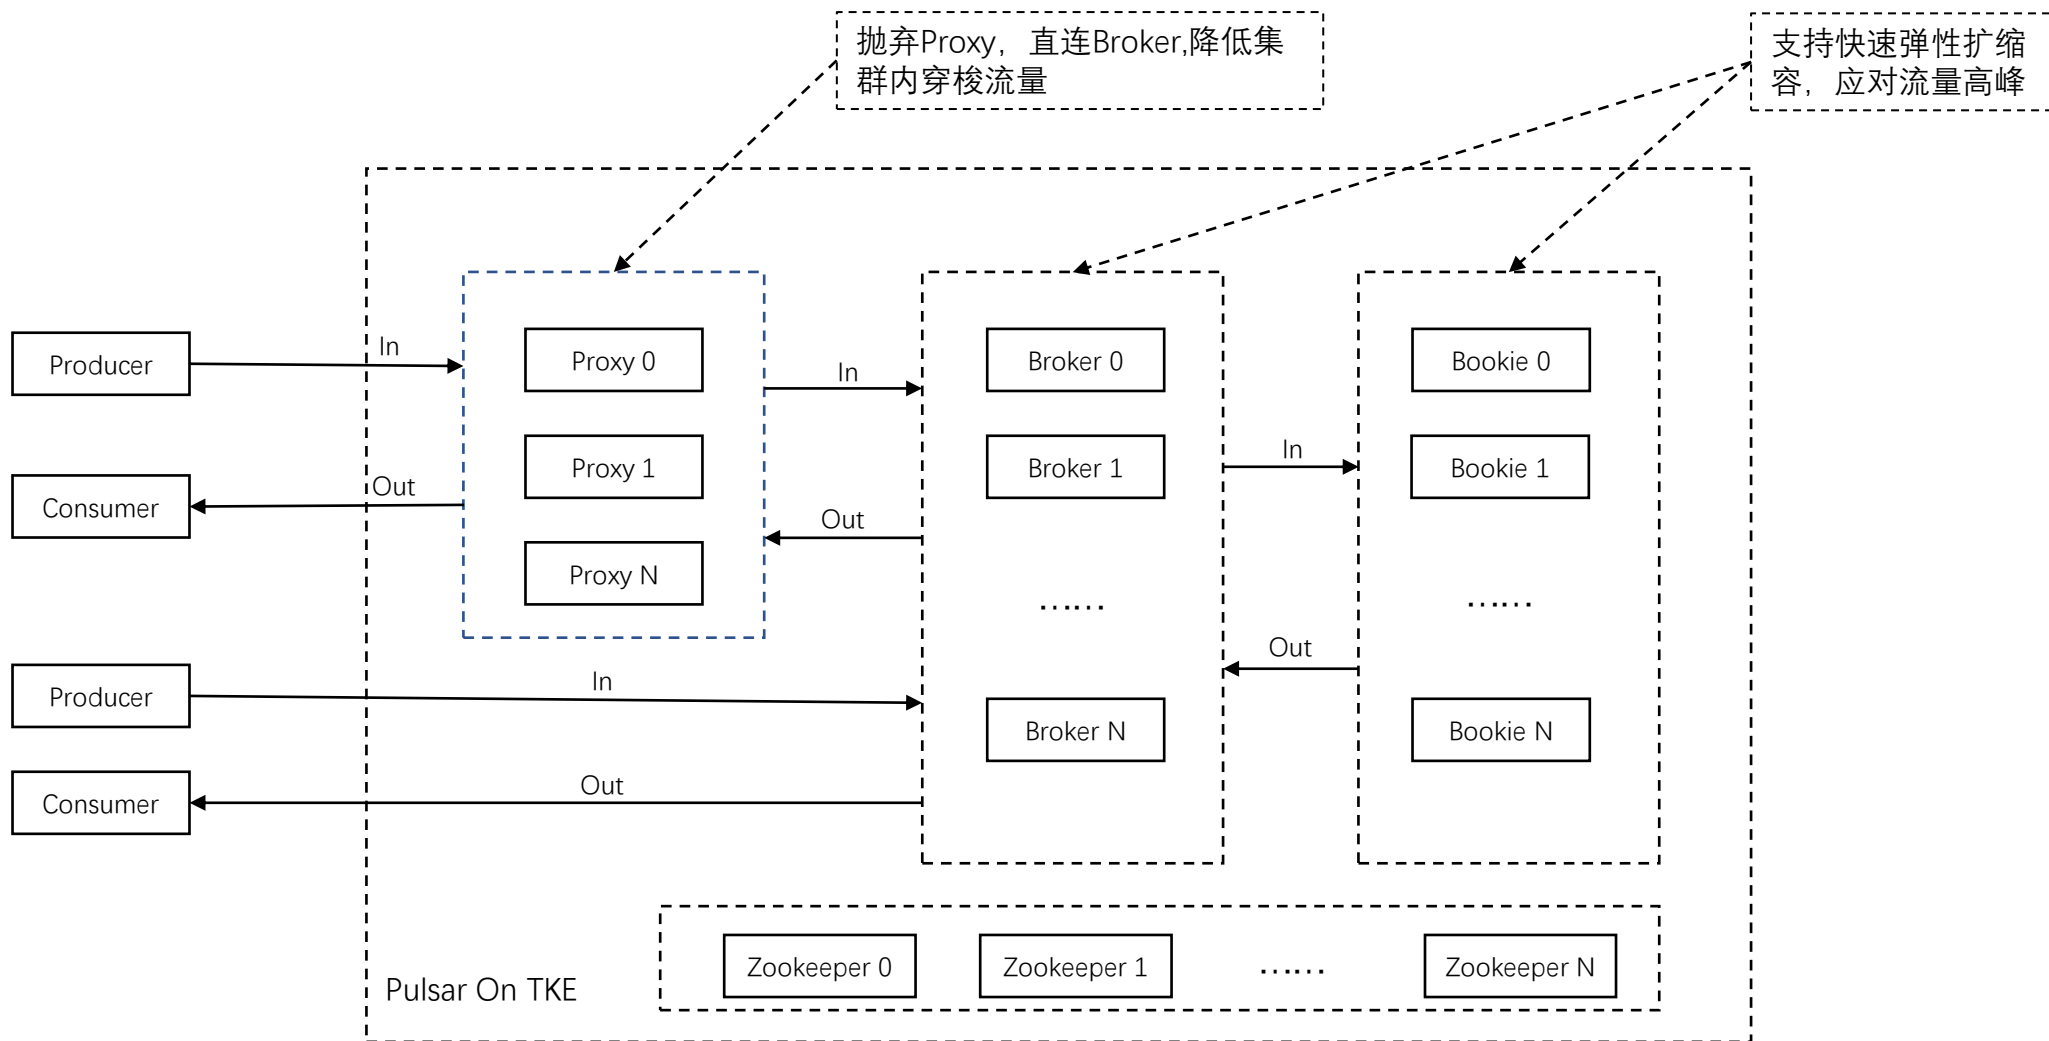 抛弃Proxy，直连Broker,降低集
群内穿梭流量
支持快速弹性扩缩
容，应对流量高峰
Producer
In
Proxy 0
In
Broker 0
Bookie 0
Proxy 1
Broker 1
In
Bookie 1
Consumer
Out
Out
Proxy N
……
……
Producer
In
Out
Broker N
Bookie N
Consumer
Out
Zookeeper 0
Zookeeper 1
……
Zookeeper N
Pulsar On TKE